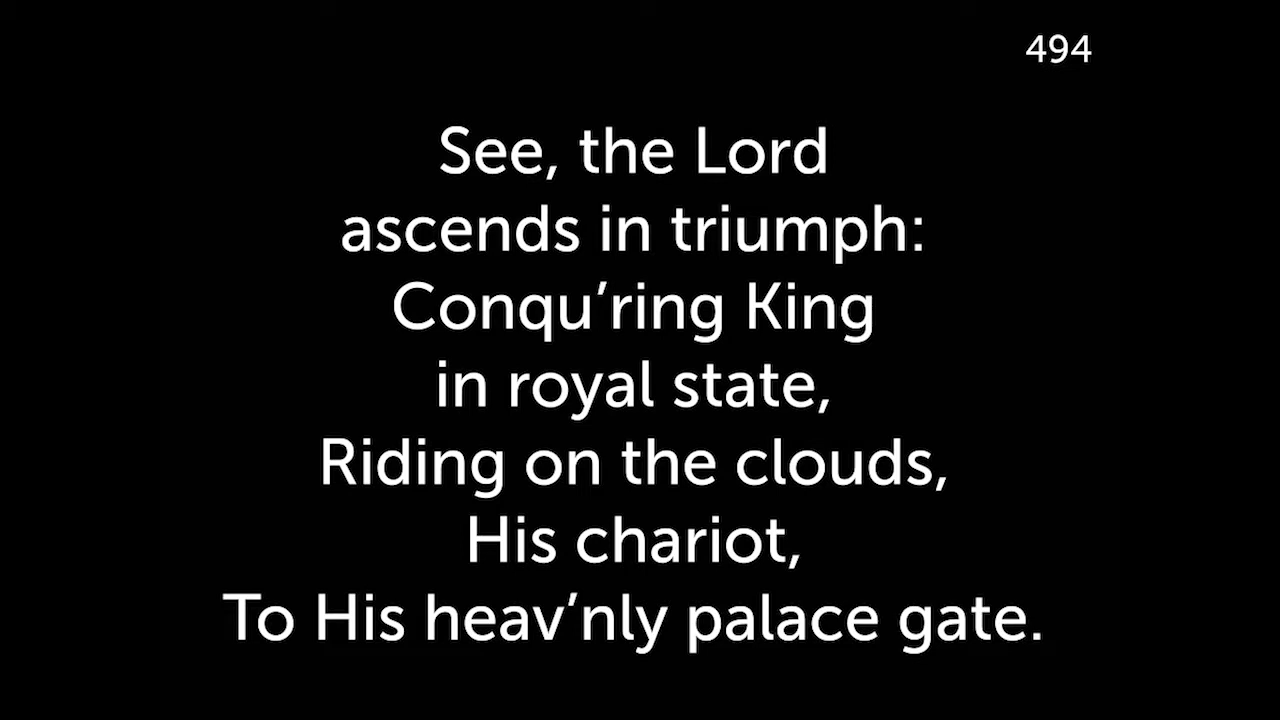 494
See, the Lord
ascends in triumph:
Conqu’ring King
in royal state,
Riding on the clouds,
His chariot,
To His heav’nly palace gate.